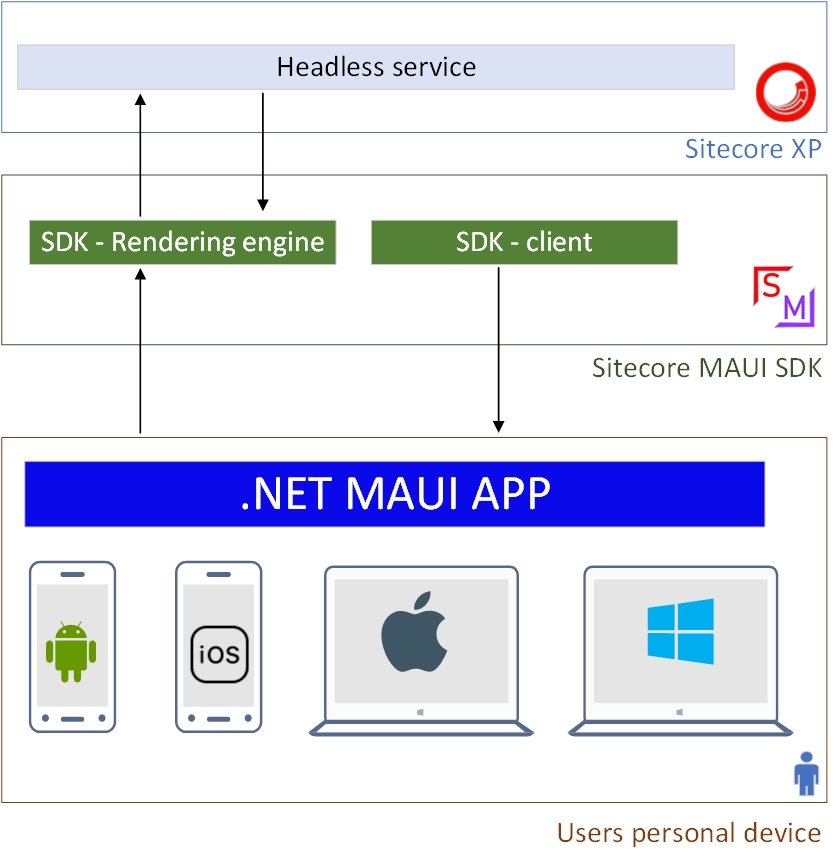 Headless service
Sitecore XP
SDK - Rendering engine
SDK - client
S
M
Sitecore MAUI SDK
.NET MAUI APP
iOS
Users personal device